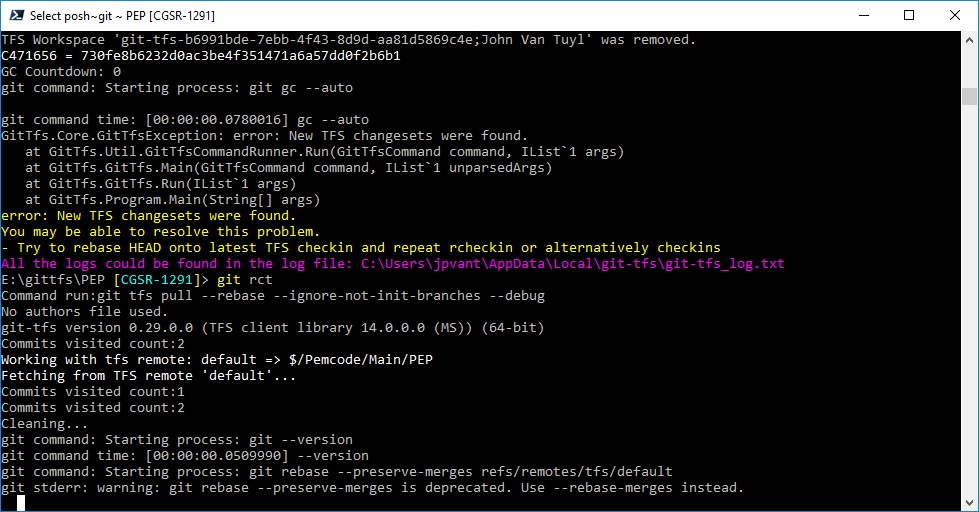 Select posh~git ~ PEP [CGSR-1291]
TFS Workspace 'git-tfs-b6991bde-7ebb-4f43-8d9d-aa81d5869c4e;John Van Tuyl' was removed.
C471656 = 730fe8b6232d0ac3be4f351471a6a57dd0f2b6b1
GC Countdown: 0
git command: Starting process: git gc --auto
git command time: [00:00:00.0780016] gc --auto
GitTfs.Core.GitTfsException: error: New TFS changesets were found.
   at GitTfs.Util.GitTfsCommandRunner.Run(GitTfsCommand command, IList`1 args)
   at GitTfs.GitTfs.Main(GitTfsCommand command, IList`1 unparsedArgs)
   at GitTfs.GitTfs.Run(IList`1 args)
   at GitTfs.Program.Main(String[] args)
error: New TFS changesets were found.
You may be able to resolve this problem.
- Try to rebase HEAD onto latest TFS checkin and repeat rcheckin or alternatively checkins
All the logs could be found in the log file: C:\Users\jpvant\AppData\Local\git-tfs\git-tfs_log.txt
E:\gittfs\PEP [CGSR-1291]> git rct
Command run:git tfs pull --rebase --ignore-not-init-branches --debug
No authors file used.
git-tfs version 0.29.0.0 (TFS client library 14.0.0.0 (MS)) (64-bit)
Commits visited count:2
Working with tfs remote: default => $/Pemcode/Main/PEP
Fetching from TFS remote 'default'...
Commits visited count:1
Commits visited count:2
Cleaning...
git command: Starting process: git --version
git command time: [00:00:00.0509990] --version
git command: Starting process: git rebase --preserve-merges refs/remotes/tfs/default
git stderr: warning: git rebase --preserve-merges is deprecated. Use --rebase-merges instead.